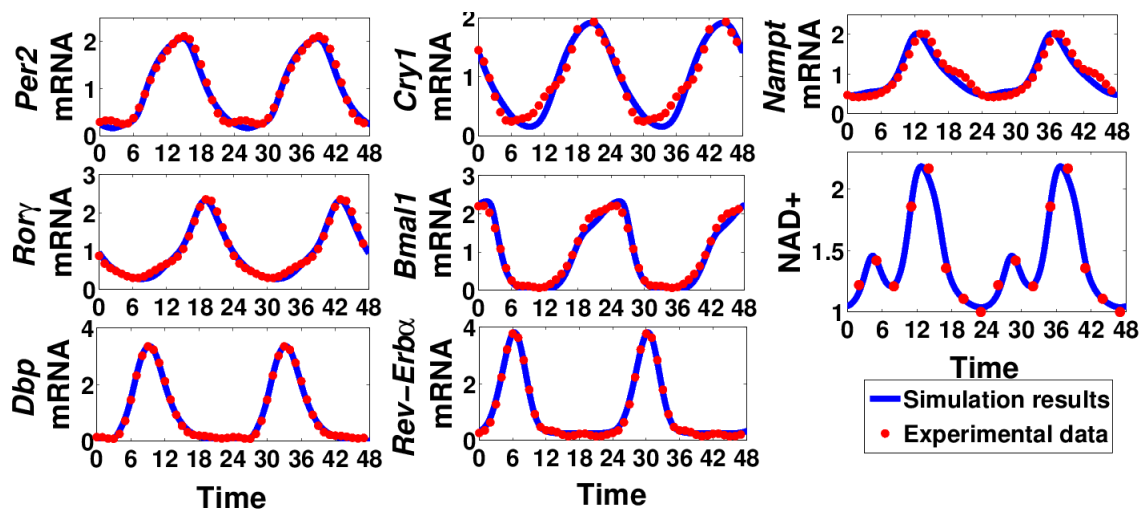 Per2
mRNA
2
1
0
0 6 12 18 24 30 36 42 48
Cry1
mRNA
2
1
0
0 6 12 18 24 30 36 42 48
Nampt
mRNA
2
1
0
0 6 12 18 24 30 36 42 48
Rorγ
mRNA
3
2
1
0
0 6 12 18 24 30 36 42 48
Bmal1
mRNA
3
2
1
0
0 6 12 18 24 30 36 42 48
NAD+
2
1.5
1
0 6 12 18 24 30 36 42 48
Time
Dbp
mRNA
4
2
0
0 6 12 18 24 30 36 42 48
Time
Rev-Erbα
mRNA
4
2
0
0 6 12 18 24 30 36 42 48
Time
Simulation results
Experimental data